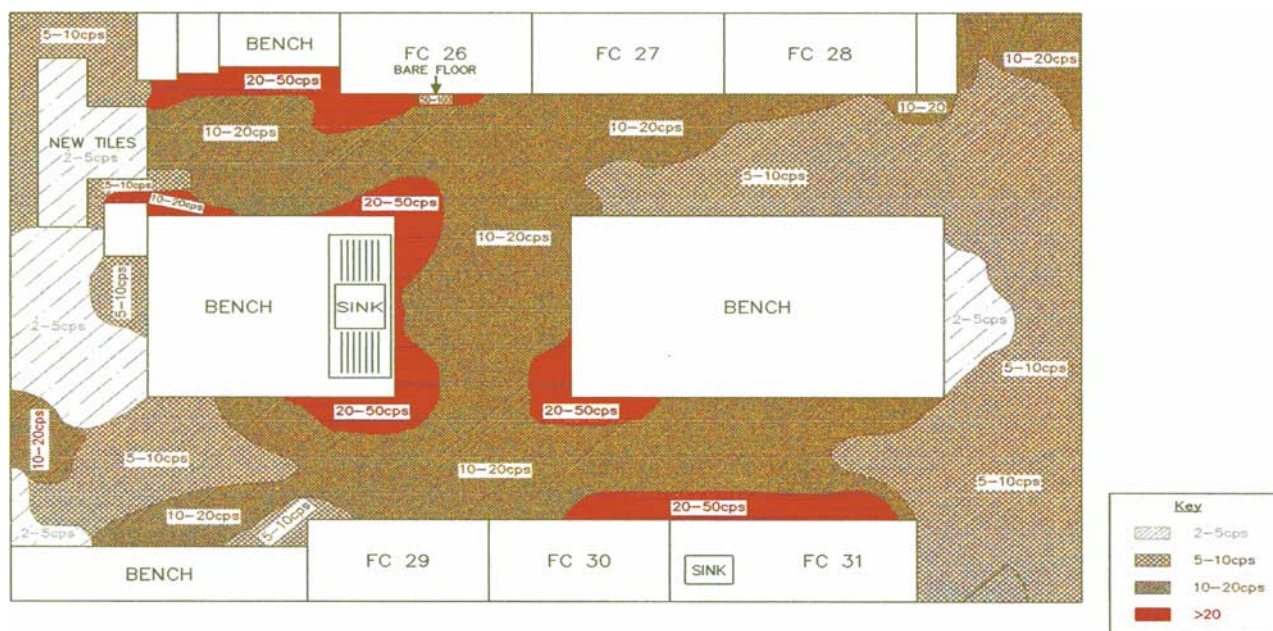 5-10cps
BENCH
FC 26
FC 27
FC 28
BARE FLOOR
10-20cps
20-50cps
50-100
10-20
10-20cps
10-20cps
NEW TILES
2-5cps
5-10cps
5-10cps
10-20cps
20-50cps
10-20cps
5-10cps
BENCH
SINK
BENCH
2-5cps
2-5cps
5-10cps
20-50cps
20-50cps
10-20cps
5-10cps
10-20cps
5-10cps
20-50cps
10-20cps
5-10cps
2-5cps
BENCH
FC 29
FC 30
SINK
FC 31
Key
2-5cps
5-10cps
10-20cps
>20